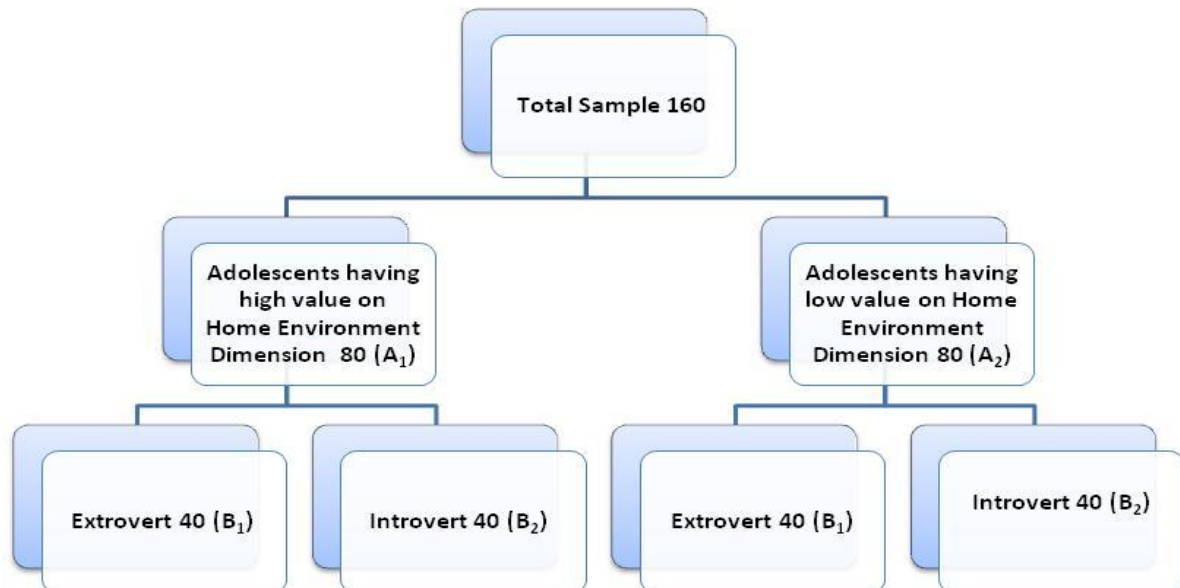 Total Sample 160
Adolescents having
high value on
Home Environment
Dimension 80 (A₁)
Adolescents having
low value on Home
Environment
Dimension 80 (A₂)
Extrovert 40 (B₁)
Introvert 40 (B₂)
Extrovert 40 (B₁)
Introvert 40 (B₂)